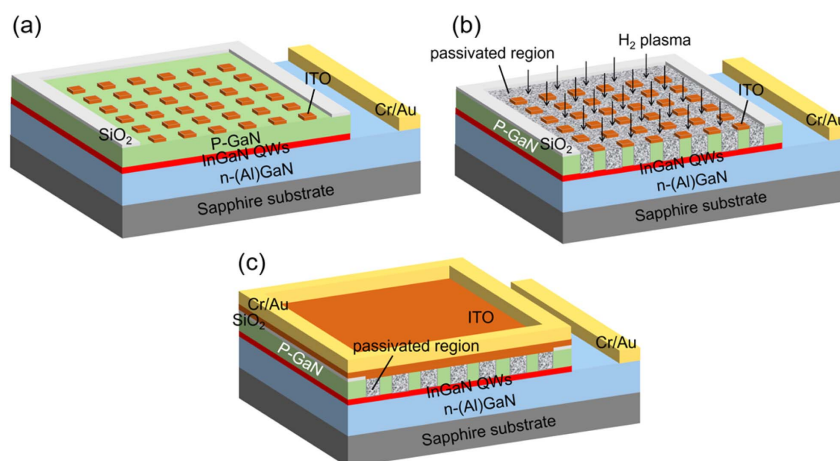 (a)
ITO
Cr/Au
SiO₂
P-GaN
InGaN QWs
n-(Al)GaN
Sapphire substrate
(b)
H₂ plasma
passivated region
ITO
Cr/Au
P-GaN
SiO₂
InGaN QWs
n-(Al)GaN
Sapphire substrate
(c)
Cr/Au
ITO
SiO₂
Cr/Au
P-GaN
passivated region
InGaN QWs
n-(Al)GaN
Sapphire substrate